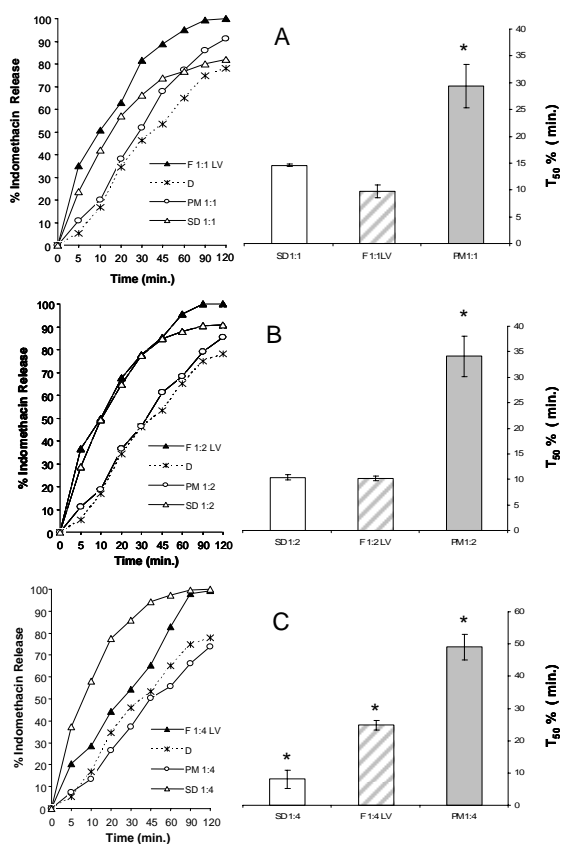 A
% Indomethacin Release
100
90
80
70
60
50
40
30
20
10
0
0 5 10 20 30 45 60 90 120
Time (min.)
F 1:1 LV
D
PM 1:1
SD 1:1
*
40
35
30
25
20
15
10
5
0
T50 % ( min.)
SD1:1 F1:1LV PM1:1
B
% Indomethacin Release
100
90
80
70
60
50
40
30
20
10
0
0 5 10 20 30 45 60 90 120
Time (min.)
F 1:2 LV
D
PM 1:2
SD 1:2
*
40
35
30
25
20
15
10
5
0
T50 % ( min.)
SD1:2 F1:2LV PM1:2
C
% Indomethacin Release
100
90
80
70
60
50
40
30
20
10
0
0 5 10 20 30 45 60 90 120
Time (min.)
F 1:4 LV
D
PM 1:4
SD 1:4
* * *
60
50
40
30
20
10
0
T50 % ( min.)
SD1:4 F1:4LV PM1:4